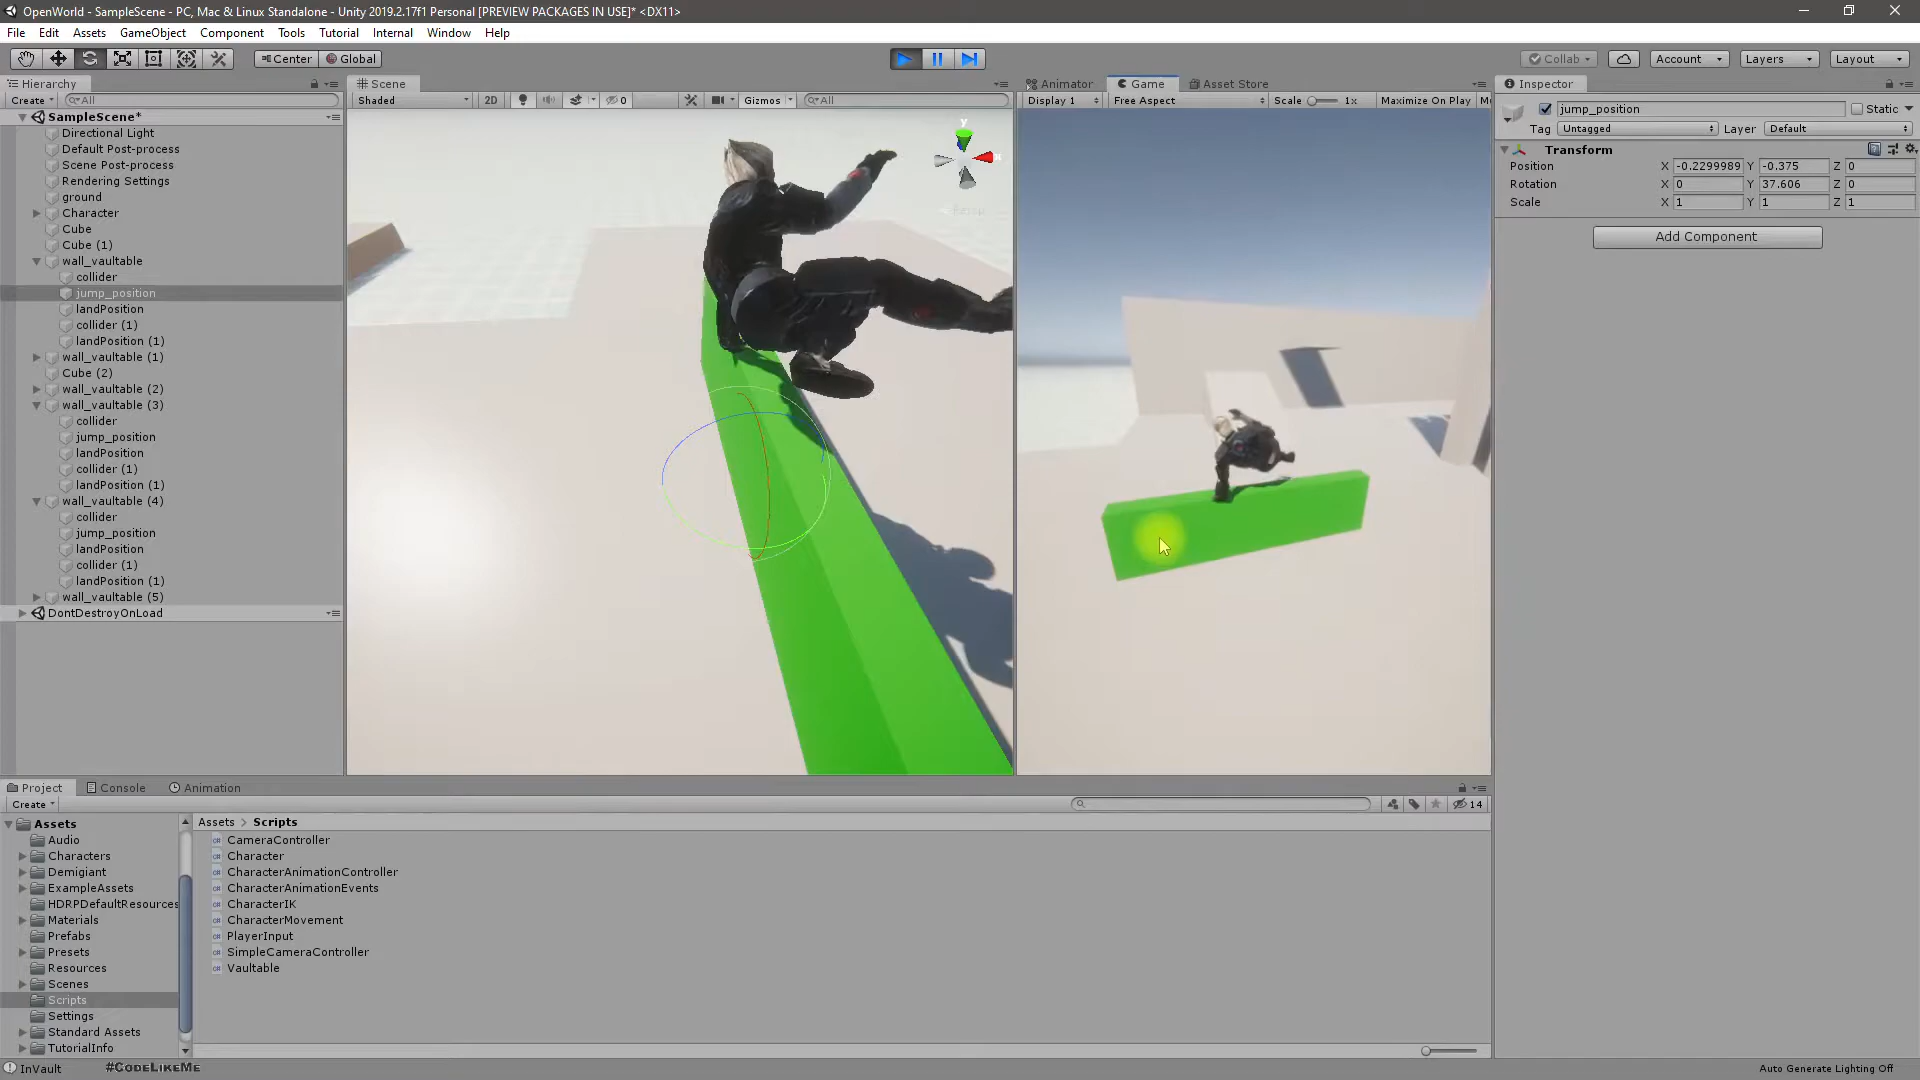 OpenWorld - SampleScene - PC, Mac & Linux Standalone - Unity 2019.2.17f1 Personal [PREVIEW PACKAGES IN USE]* <DX11>
File Edit Assets GameObject Component Tools Tutorial Internal Window Help
Center Global Collab Account Layers Layout
Hierarchy
Create All
SampleScene*
Directional Light
Default Post-process
Scene Post-process
Rendering Settings
ground
Character
Cube
Cube (1)
wall_vaultable
collider
jump_position
landPosition
collider (1)
landPosition (1)
wall_vaultable (1)
Cube (2)
wall_vaultable (2)
wall_vaultable (3)
collider
jump_position
landPosition
collider (1)
landPosition (1)
wall_vaultable (4)
collider
jump_position
landPosition
collider (1)
landPosition (1)
wall_vaultable (5)
DontDestroyOnLoad
Scene
Shaded 2D 0 Gizmos All
y
x
Persp
Animator Game Asset Store
Display 1 Free Aspect Scale 1x Maximize On Play M
Inspector
jump_position Static
Tag Untagged Layer Default
Transform
Position X -0.2299989 Y -0.375 Z 0
Rotation X 0 Y 37.606 Z 0
Scale X 1 Y 1 Z 1
Add Component
Project Console Animation
Create 14
Assets
Audio
Characters
Demigiant
ExampleAssets
HDRPDefaultResources
Materials
Prefabs
Presets
Resources
Scenes
Scripts
Settings
Standard Assets
TutorialInfo
Assets > Scripts
CameraController
Character
CharacterAnimationController
CharacterAnimationEvents
CharacterIK
CharacterMovement
PlayerInput
SimpleCameraController
Vaultable
InVault #CodeLikeMe Auto Generate Lighting Off